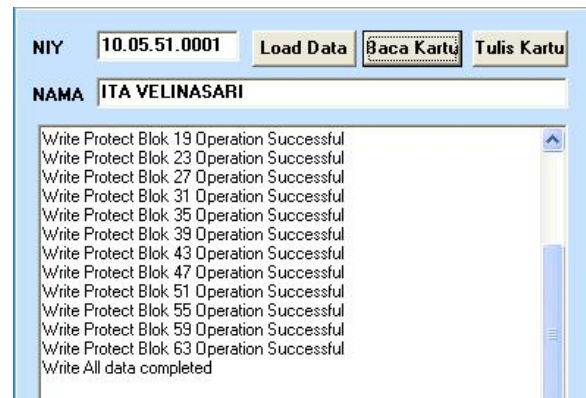 NIY 10.05.51.0001 Load Data Baca Kartu Tulis Kartu
NAMA ITA VELINASARI
Write Protect Blok 19 Operation Successful
Write Protect Blok 23 Operation Successful
Write Protect Blok 27 Operation Successful
Write Protect Blok 31 Operation Successful
Write Protect Blok 35 Operation Successful
Write Protect Blok 39 Operation Successful
Write Protect Blok 43 Operation Successful
Write Protect Blok 47 Operation Successful
Write Protect Blok 51 Operation Successful
Write Protect Blok 55 Operation Successful
Write Protect Blok 59 Operation Successful
Write Protect Blok 63 Operation Successful
Write All data completed